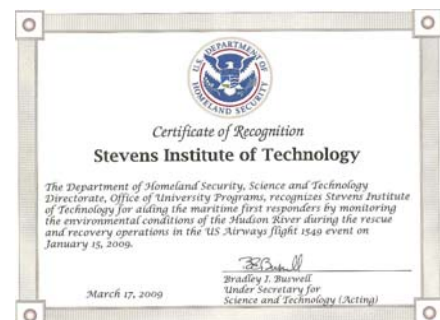 U.S. DEPARTMENT OF HOMELAND SECURITY
Certificate of Recognition
Stevens Institute of Technology
The Department of Homeland Security, Science and Technology
Directorate, Office of University Programs, recognizes Stevens Institute
of Technology for aiding the maritime first responders by monitoring
the environmental conditions of the Hudson River during the rescue
and recovery operations in the US Airways flight 1549 event on
January 15, 2009.
Bradley I. Buswell
March 17, 2009
Under Secretary for
Science and Technology (Acting)